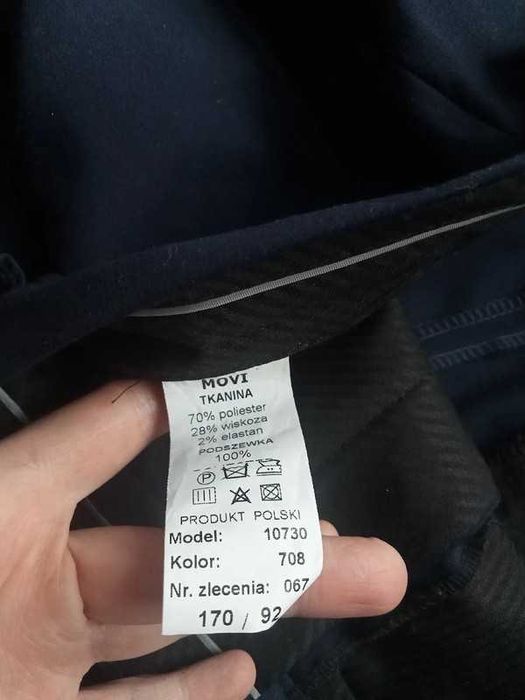 MOVI
TKANINA
70% poliester
28% wiskoza
2% elastan
PODSZEWKA
100%
P
PRODUKT POLSKI
Model: 10730
Kolor: 708
Nr. zlecenia: 067
170 / 92